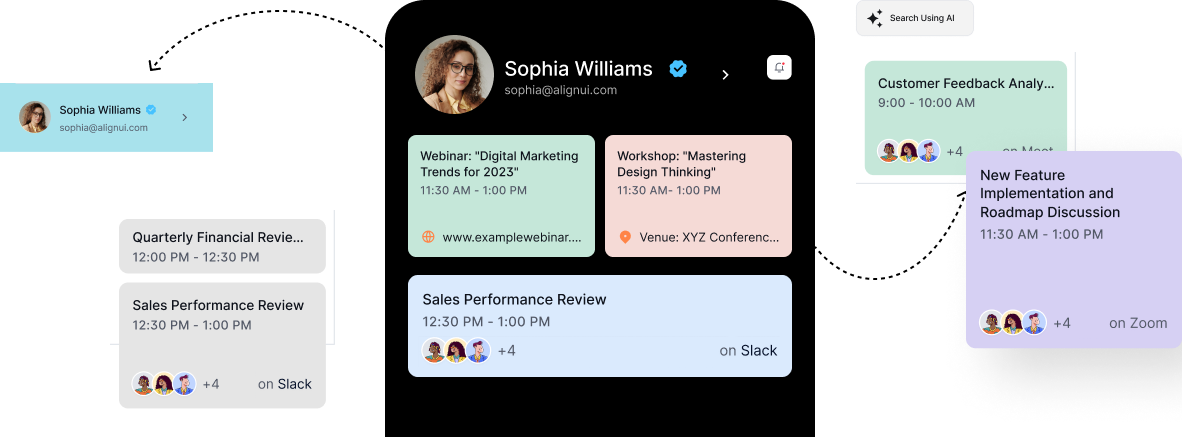 Sophia Williams
sophia@alignui.com
Quarterly Financial Revie...
12:00 PM - 12:30 PM
Sales Performance Review
12:30 PM - 1:00 PM
+4
on Slack
Sophia Williams
sophia@alignui.com
Webinar: "Digital Marketing
Trends for 2023"
11:30 AM - 1:00 PM
www.examplewebinar....
Workshop: "Mastering
Design Thinking"
11:30 AM- 1:00 PM
Venue: XYZ Conferenc...
Sales Performance Review
12:30 PM - 1:00 PM
+4
on Slack
Search Using AI
Customer Feedback Analy...
9:00 - 10:00 AM
+4
on Meet
New Feature
Implementation and
Roadmap Discussion
11:30 AM - 1:00 PM
+4
on Zoom